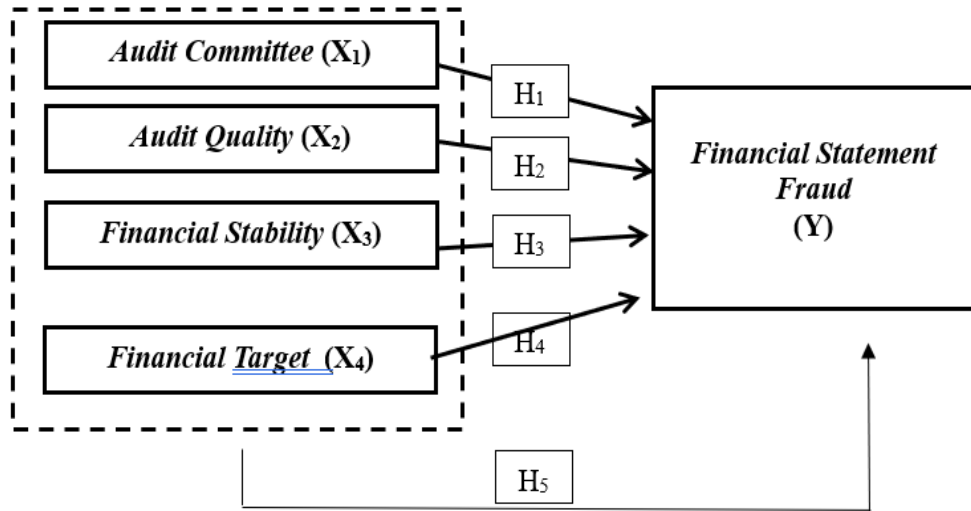 Audit Committee (X₁)
H₁
Audit Quality (X₂)
H₂
Financial Statement
Fraud
(Y)
Financial Stability (X₃)
H₃
Financial Target (X₄)
H₄
H₅